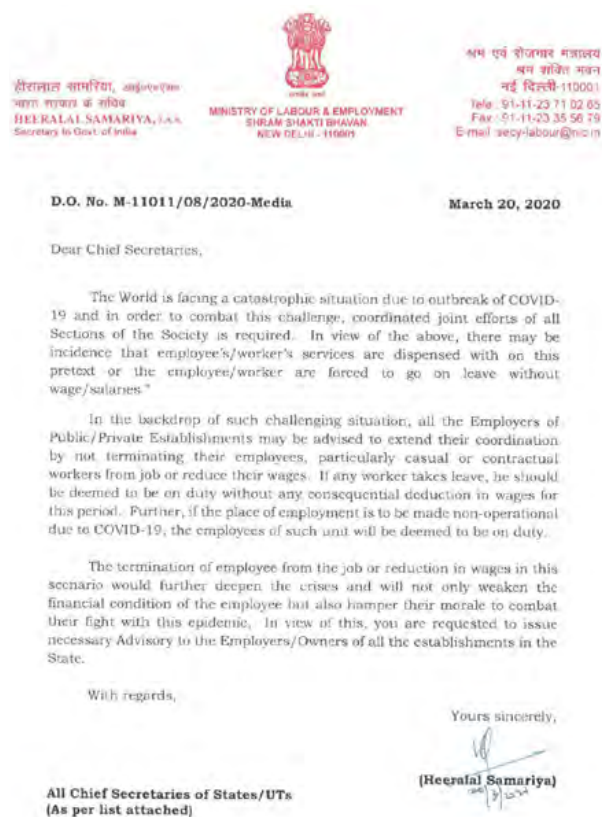 हीरालाल सामरिया, आईएएस
भारत सरकार के सचिव
HEERALAL SAMARIYA, I.A.S.
Secretary to Govt. of India
MINISTRY OF LABOUR & EMPLOYMENT
SHRAM SHAKTI BHAVAN
NEW DELHI - 110001
श्रम एवं रोजगार मंत्रालय
श्रम शक्ति भवन
नई दिल्ली-110001
Tele : 91-11-23 71 02 65
Fax : 91-11-23 35 56 79
E-mail :secy-labour@nic.in
D.O. No. M-11011/08/2020-Media
March 20, 2020
Dear Chief Secretaries,
The World is facing a catastrophic situation due to outbreak of COVID-
19 and in order to combat this challenge, coordinated joint efforts of all
Sections of the Society is required. In view of the above, there may be
incidence that employee's/worker's services are dispensed with on this
pretext or the employee/worker are forced to go on leave without
wage/salaries."
In the backdrop of such challenging situation, all the Employers of
Public/Private Establishments may be advised to extend their coordination
by not terminating their employees, particularly casual or contractual
workers from job or reduce their wages. If any worker takes leave, he should
be deemed to be on duty without any consequential deduction in wages for
this period. Further, if the place of employment is to be made non-operational
due to COVID-19, the employees of such unit will be deemed to be on duty.
The termination of employee from the job or reduction in wages in this
scenario would further deepen the crises and will not only weaken the
financial condition of the employee but also hamper their morale to combat
their fight with this epidemic. In view of this, you are requested to issue
necessary Advisory to the Employers/Owners of all the establishments in the
State.
With regards,
Yours sincerely,
(Heeralal Samariya)
All Chief Secretaries of States/UTs
(As per list attached)